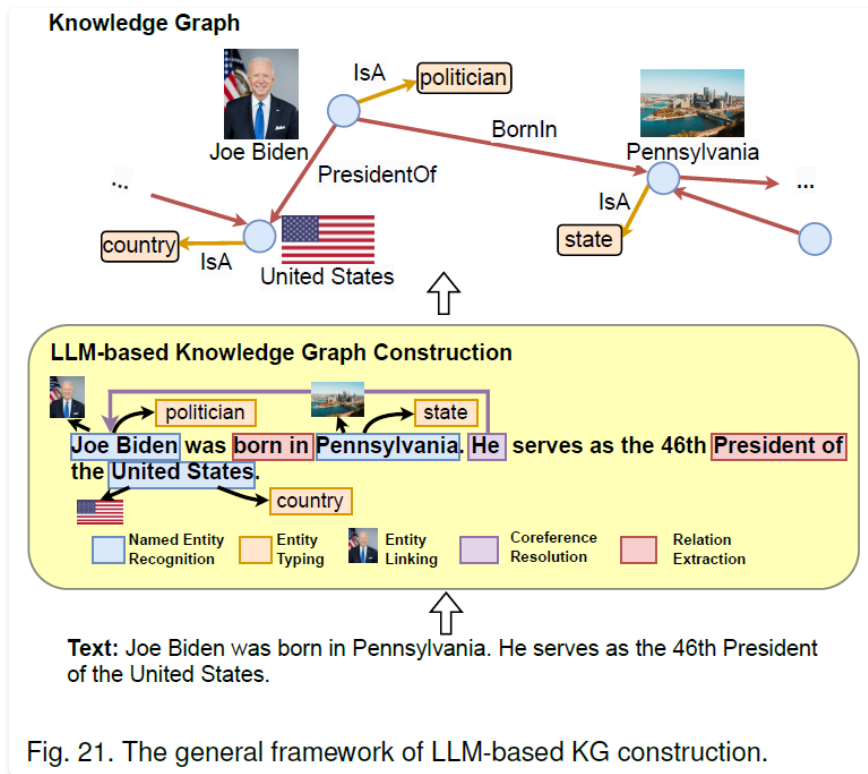 Knowledge Graph
IsA
politician
Joe Biden
BornIn
Pennsylvania
PresidentOf
...
...
IsA
country
IsA
state
United States
LLM-based Knowledge Graph Construction
politician
state
Joe Biden was born in Pennsylvania. He serves as the 46th President of
the United States.
country
Named Entity
Recognition
Entity
Typing
Entity
Linking
Coreference
Resolution
Relation
Extraction
Text: Joe Biden was born in Pennsylvania. He serves as the 46th President
of the United States.
Fig. 21. The general framework of LLM-based KG construction.